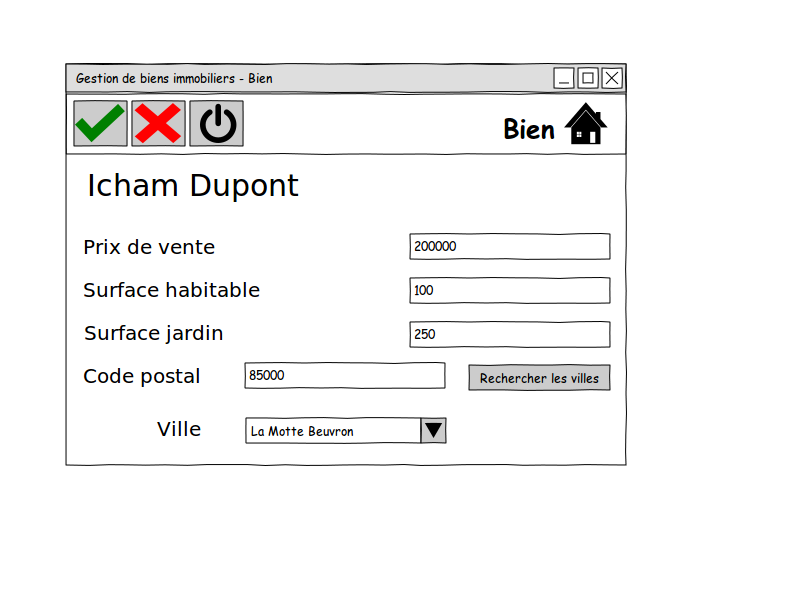 Gestion de biens immobiliers - Bien
Bien
Icham Dupont
Prix de vente 200000
Surface habitable 100
Surface jardin 250
Code postal 85000 Rechercher les villes
Ville La Motte Beuvron